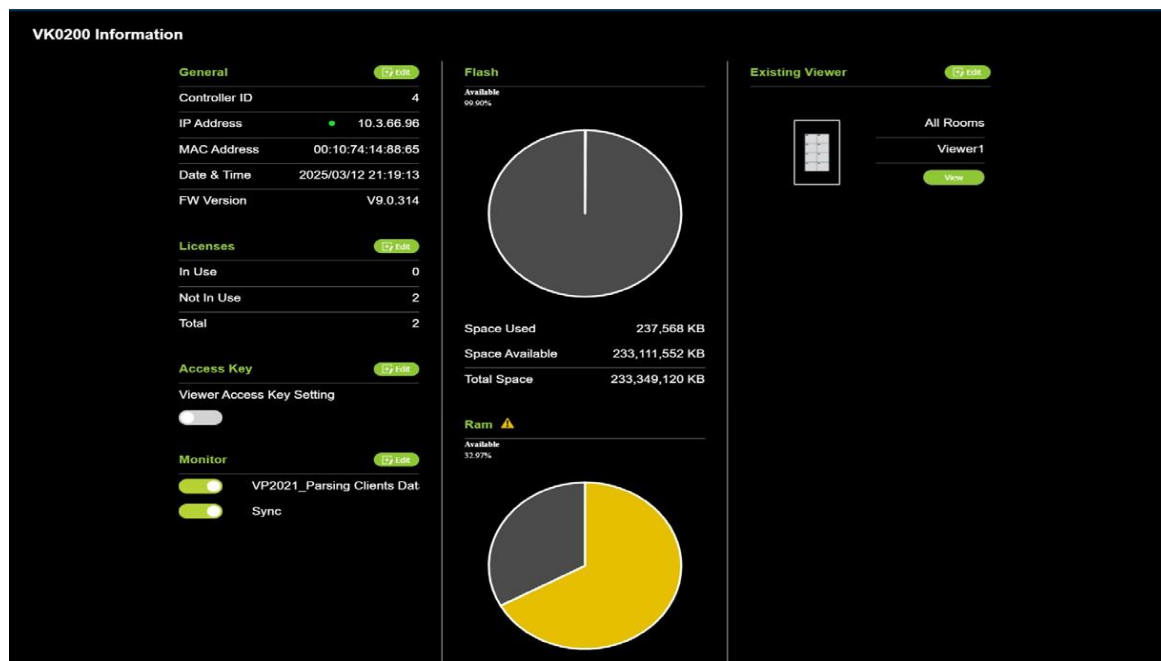 VK0200 Information
General Edit
Controller ID 4
IP Address 10.3.66.96
MAC Address 00:10:74:14:88:65
Date & Time 2025/03/12 21:19:13
FW Version V9.0.314
Licenses Edit
In Use 0
Not In Use 2
Total 2
Access Key Edit
Viewer Access Key Setting
Monitor Edit
VP2021_Parsing Clients Dat
Sync
Flash
Available
99.90%
Space Used 237,568 KB
Space Available 233,111,552 KB
Total Space 233,349,120 KB
Ram
Available
32.97%
Existing Viewer Edit
All Rooms
Viewer1
View